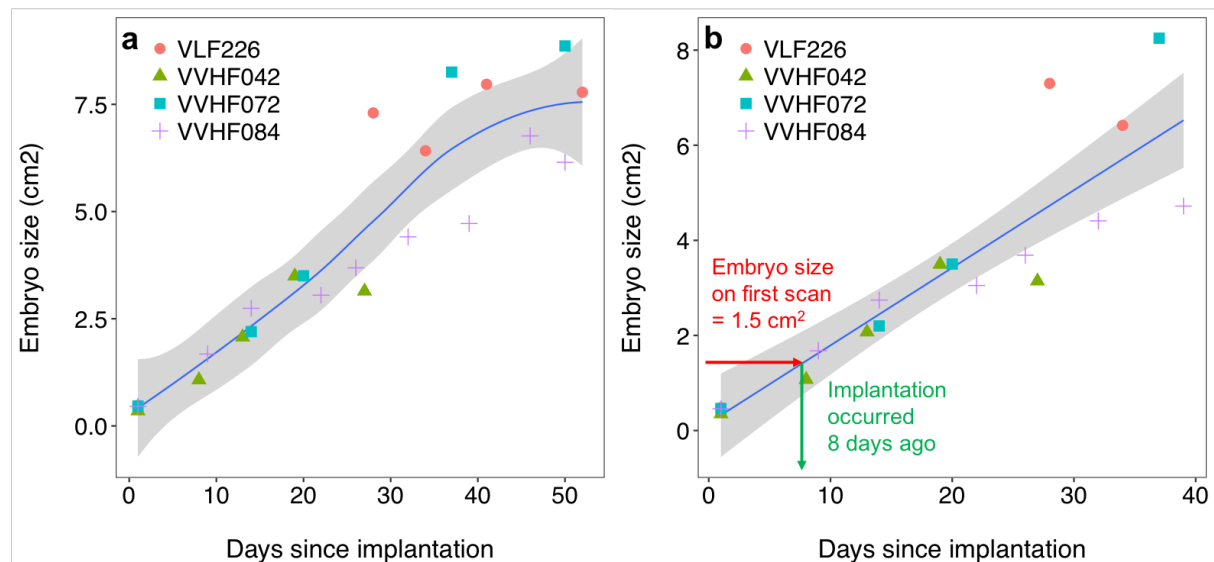 a
VLF226
VVHF042
VVHF072
VVHF084
7.5
5.0
2.5
0.0
Embryo size (cm2)
0
10
20
30
40
50
Days since implantation
b
VLF226
VVHF042
VVHF072
VVHF084
8
6
4
2
0
Embryo size (cm2)
Embryo size
on first scan
= 1.5 cm²
Implantation
occurred
8 days ago
0
10
20
30
40
Days since implantation